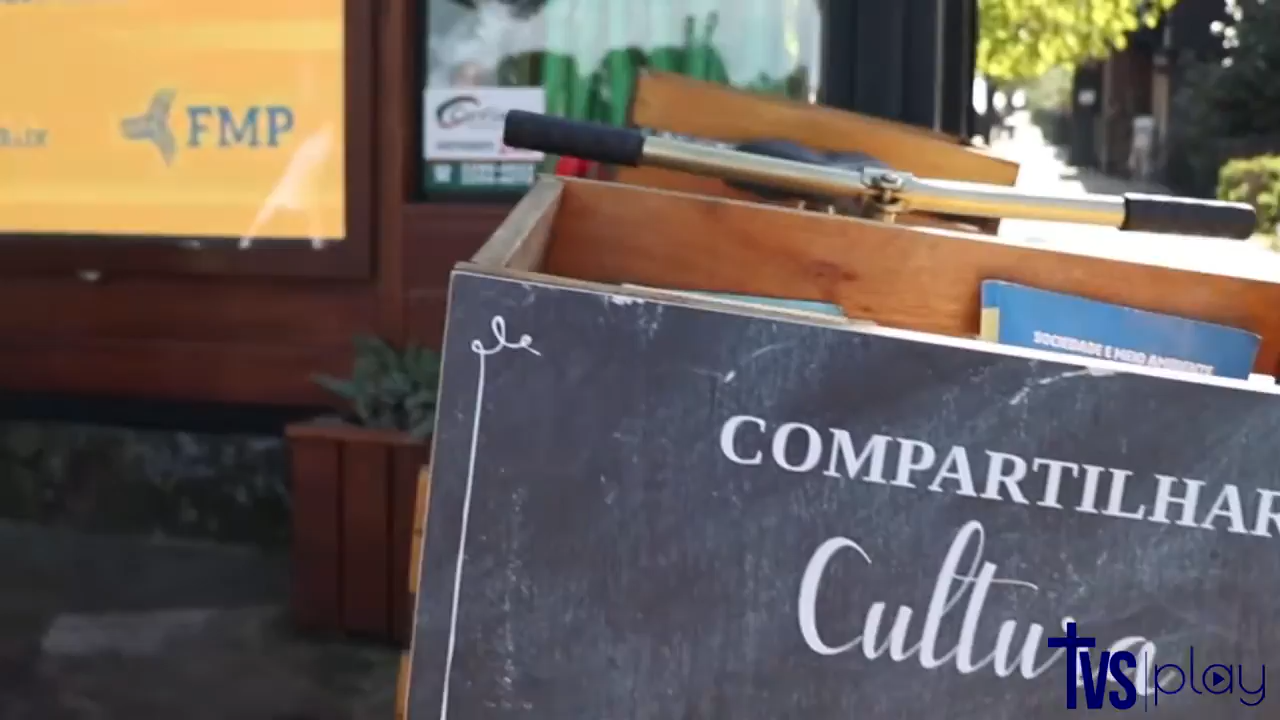 FMP
SOCIEDADE E MEIO AMBIENTE
COMPARTILHAR
Cultura
TVS play